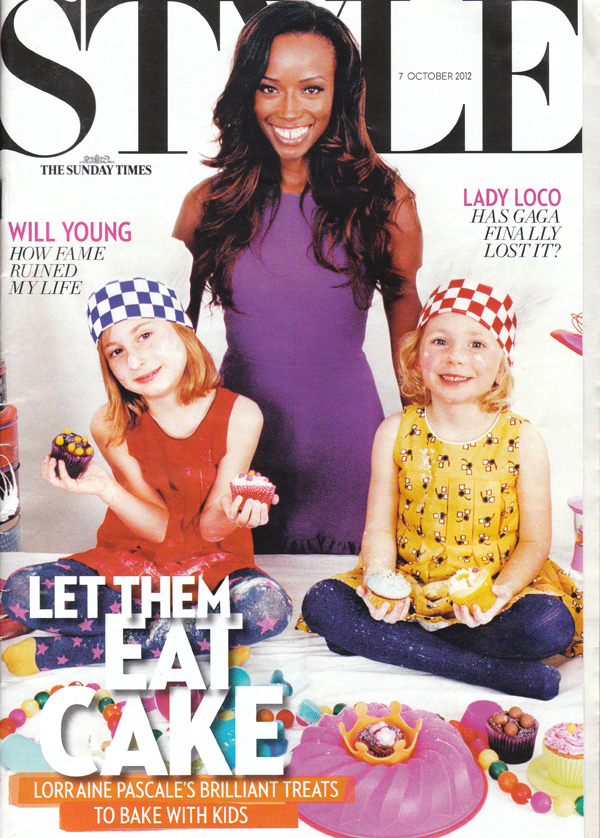 STYLE
7 OCTOBER 2012
THE SUNDAY TIMES
WILL YOUNG
HOW FAME
RUINED
MY LIFE
LADY LOCO
HAS GAGA
FINALLY
LOST IT?
LET THEM
EAT
CAKE
LORRAINE PASCALE'S BRILLIANT TREATS
TO BAKE WITH KIDS